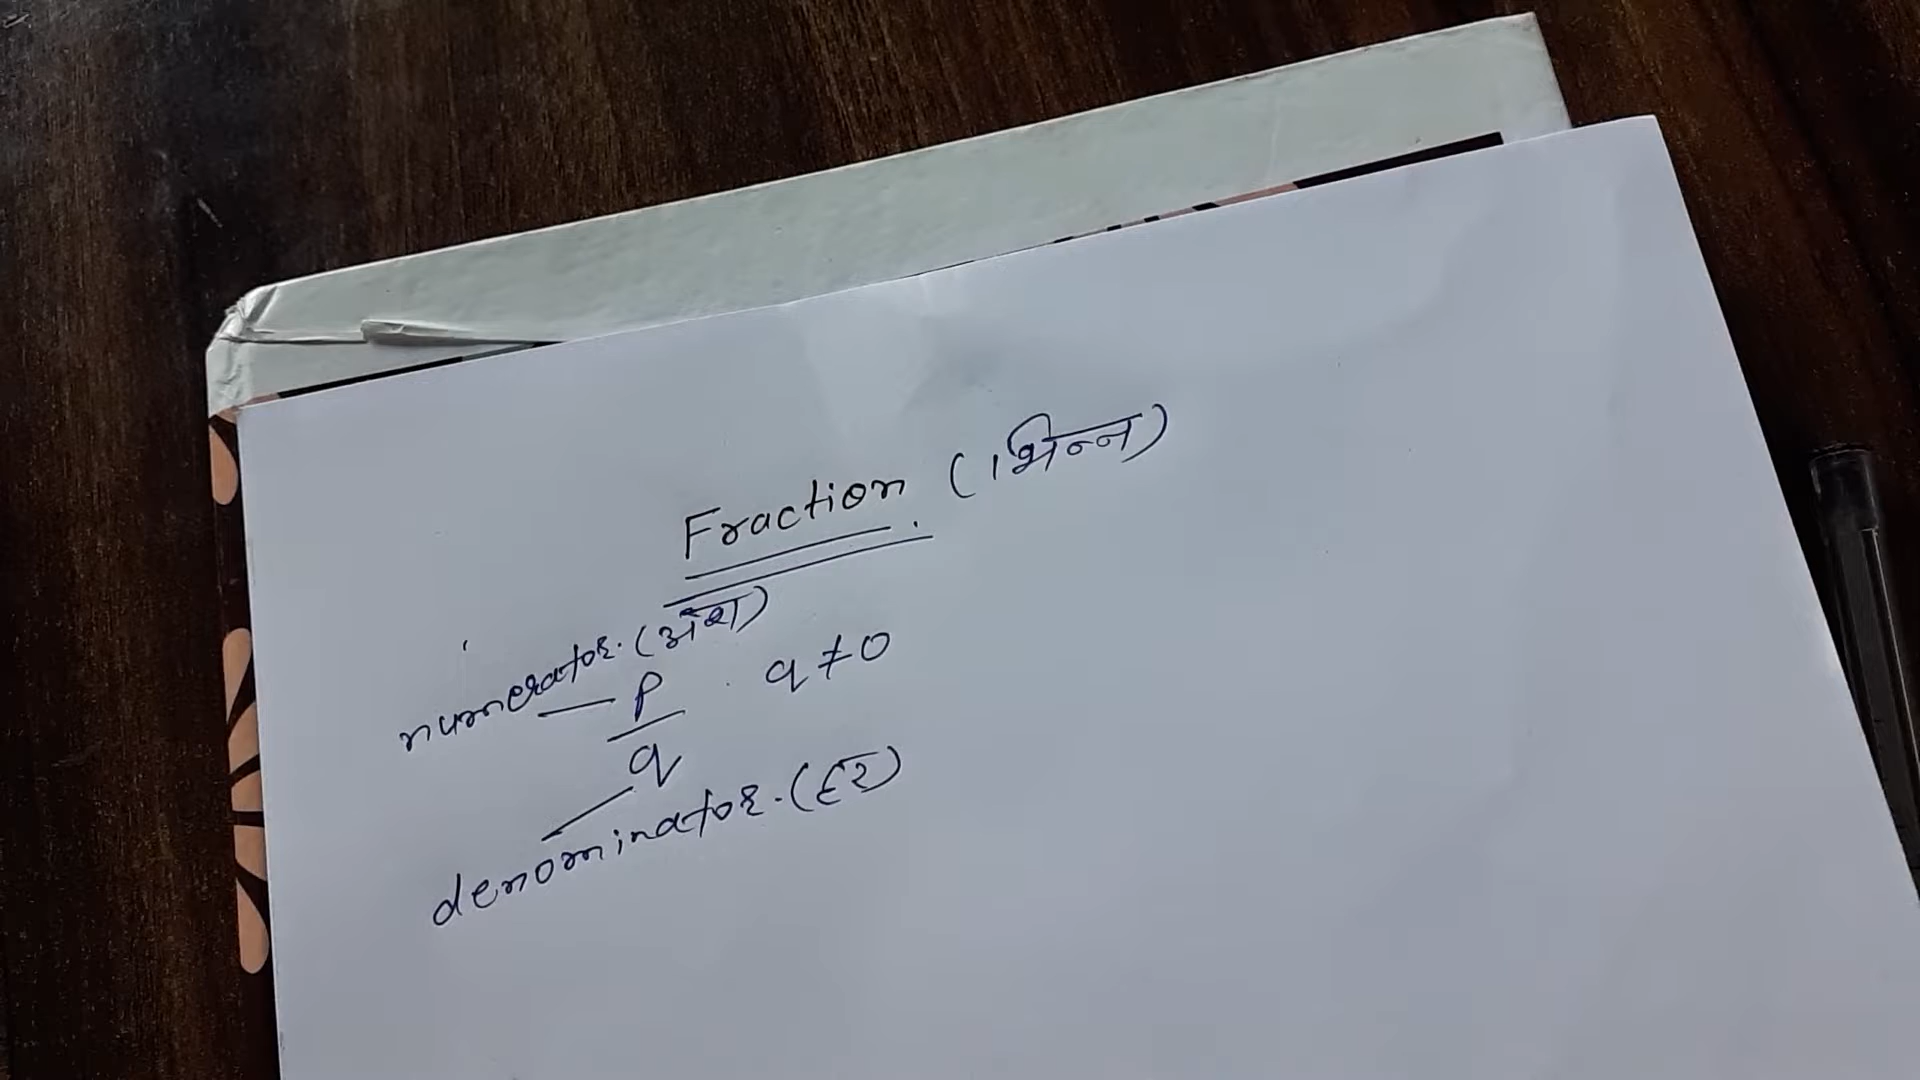 Fraction (भिन्न)
numerator. (अंश)
p/q q ≠ 0
denominator. (हर)